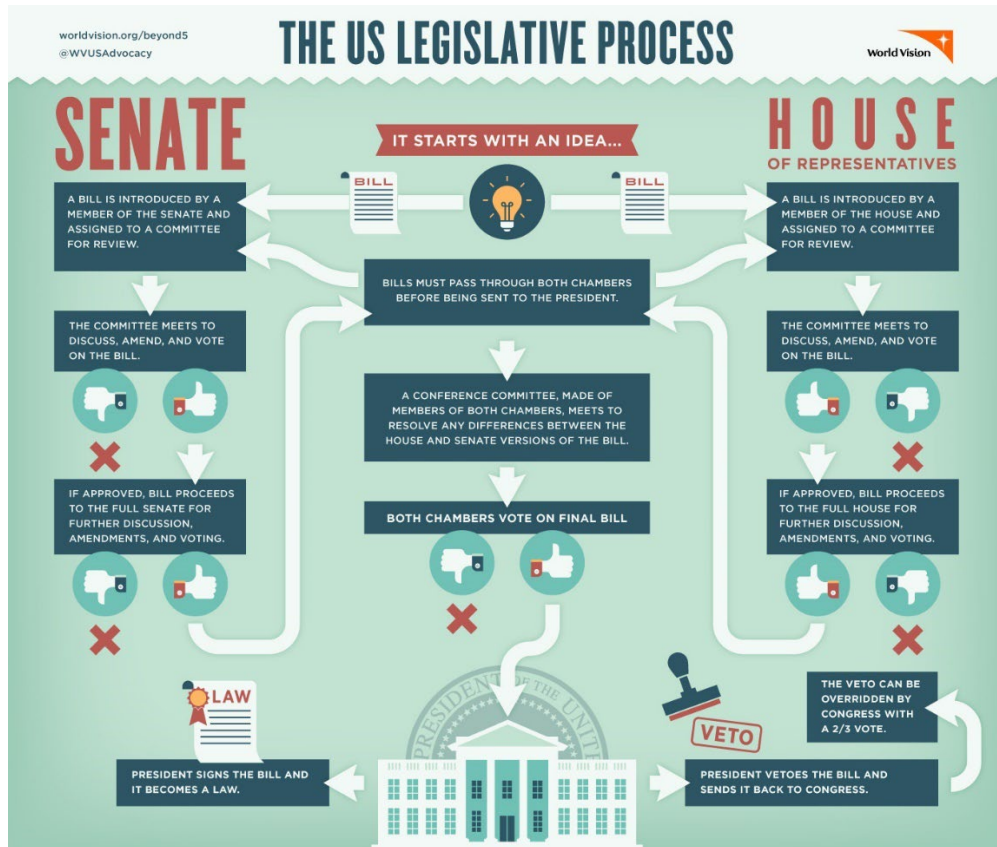 worldvision.org/beyond5
@WVUSAdvocacy
THE US LEGISLATIVE PROCESS
World Vision
SENATE
IT STARTS WITH AN IDEA...
HOUSE
OF REPRESENTATIVES
BILL
BILL
A BILL IS INTRODUCED BY A
MEMBER OF THE SENATE AND
ASSIGNED TO A COMMITTEE
FOR REVIEW.
A BILL IS INTRODUCED BY A
MEMBER OF THE HOUSE AND
ASSIGNED TO A COMMITTEE
FOR REVIEW.
BILLS MUST PASS THROUGH BOTH CHAMBERS
BEFORE BEING SENT TO THE PRESIDENT.
THE COMMITTEE MEETS TO
DISCUSS, AMEND, AND VOTE
ON THE BILL.
THE COMMITTEE MEETS TO
DISCUSS, AMEND, AND VOTE
ON THE BILL.
A CONFERENCE COMMITTEE, MADE OF
MEMBERS OF BOTH CHAMBERS, MEETS TO
RESOLVE ANY DIFFERENCES BETWEEN THE
HOUSE AND SENATE VERSIONS OF THE BILL.
IF APPROVED, BILL PROCEEDS
TO THE FULL SENATE FOR
FURTHER DISCUSSION,
AMENDMENTS, AND VOTING.
IF APPROVED, BILL PROCEEDS
TO THE FULL HOUSE FOR
FURTHER DISCUSSION,
AMENDMENTS, AND VOTING.
BOTH CHAMBERS VOTE ON FINAL BILL
PRESIDENT OF THE UNITE
LAW
VETO
THE VETO CAN BE
OVERRIDDEN BY
CONGRESS WITH
A 2/3 VOTE.
PRESIDENT SIGNS THE BILL AND
IT BECOMES A LAW.
PRESIDENT VETOES THE BILL AND
SENDS IT BACK TO CONGRESS.